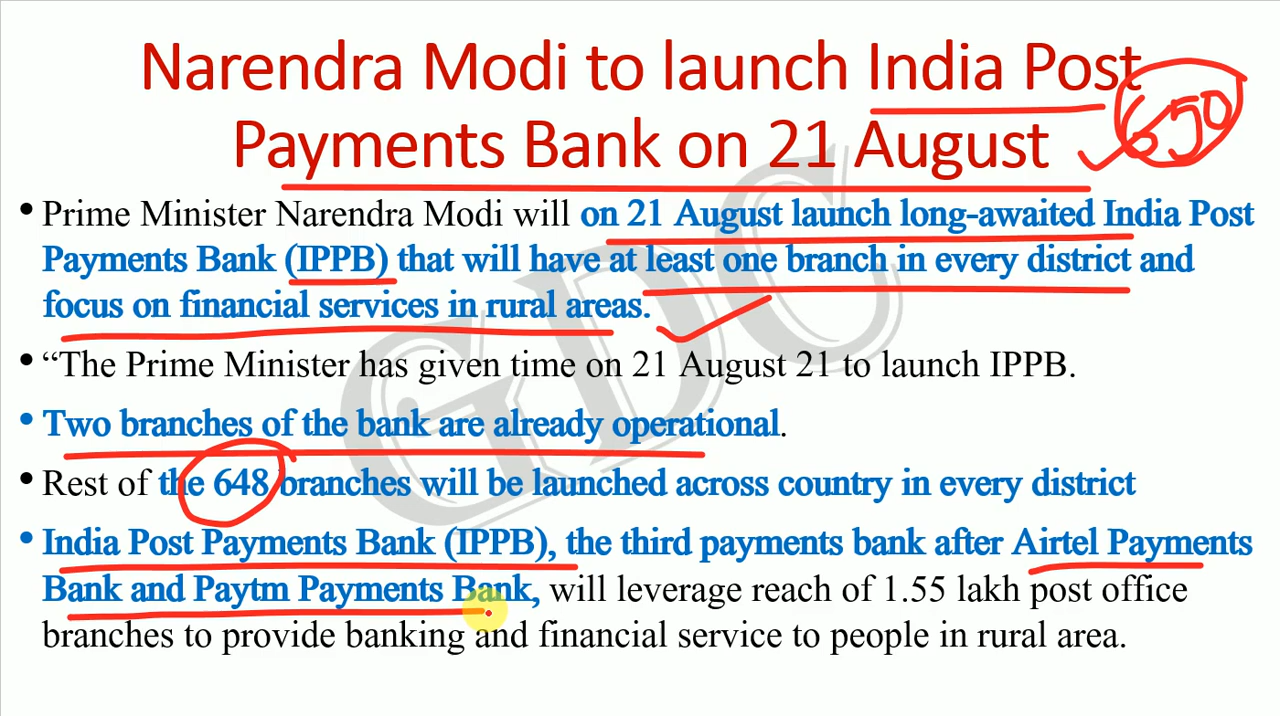 Narendra Modi to launch India Post
Payments Bank on 21 August
650
• Prime Minister Narendra Modi will on 21 August launch long-awaited India Post
Payments Bank (IPPB) that will have at least one branch in every district and
focus on financial services in rural areas.
• “The Prime Minister has given time on 21 August 21 to launch IPPB.
• Two branches of the bank are already operational.
• Rest of the 648 branches will be launched across country in every district
• India Post Payments Bank (IPPB), the third payments bank after Airtel Payments
Bank and Paytm Payments Bank, will leverage reach of 1.55 lakh post office
branches to provide banking and financial service to people in rural area.
GDC